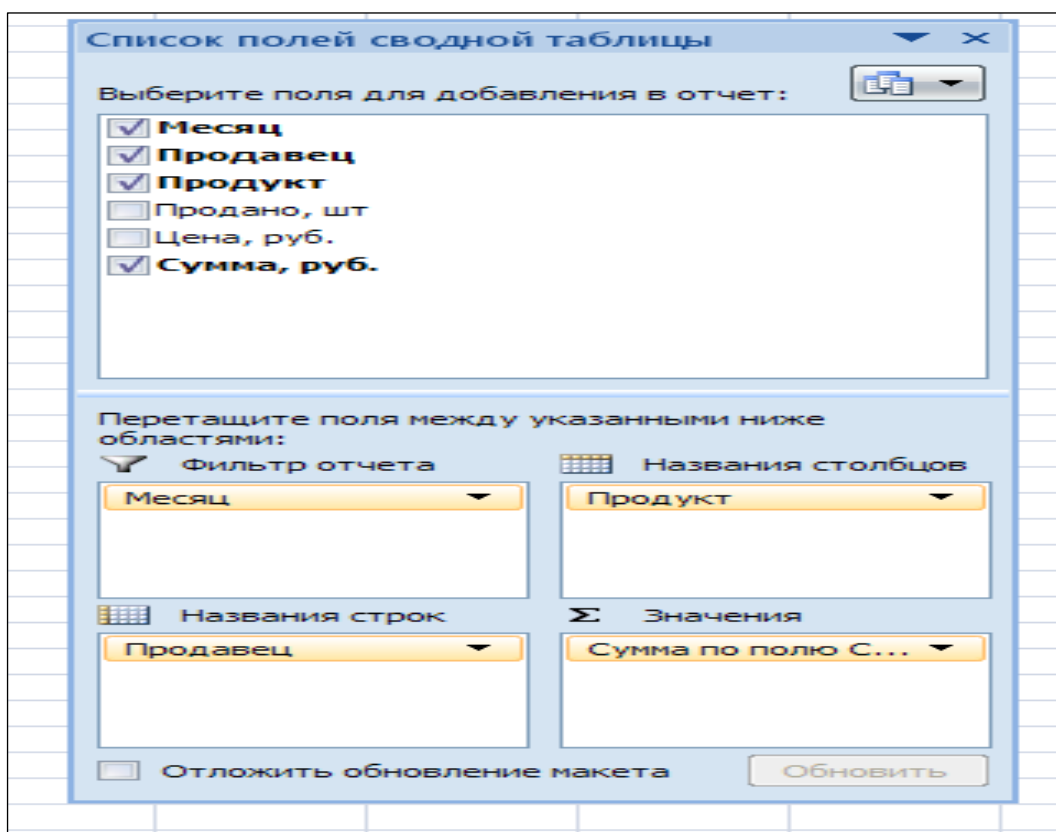 Список полей сводной таблицы
Выберите поля для добавления в отчет:
Месяц
Продавец
Продукт
Продано, шт
Цена, руб.
Сумма, руб.
Перетащите поля между указанными ниже
областями:
Фильтр отчета
Названия столбцов
Месяц
Продукт
Названия строк
Σ Значения
Продавец
Сумма по полю С...
Отложить обновление макета
Обновить